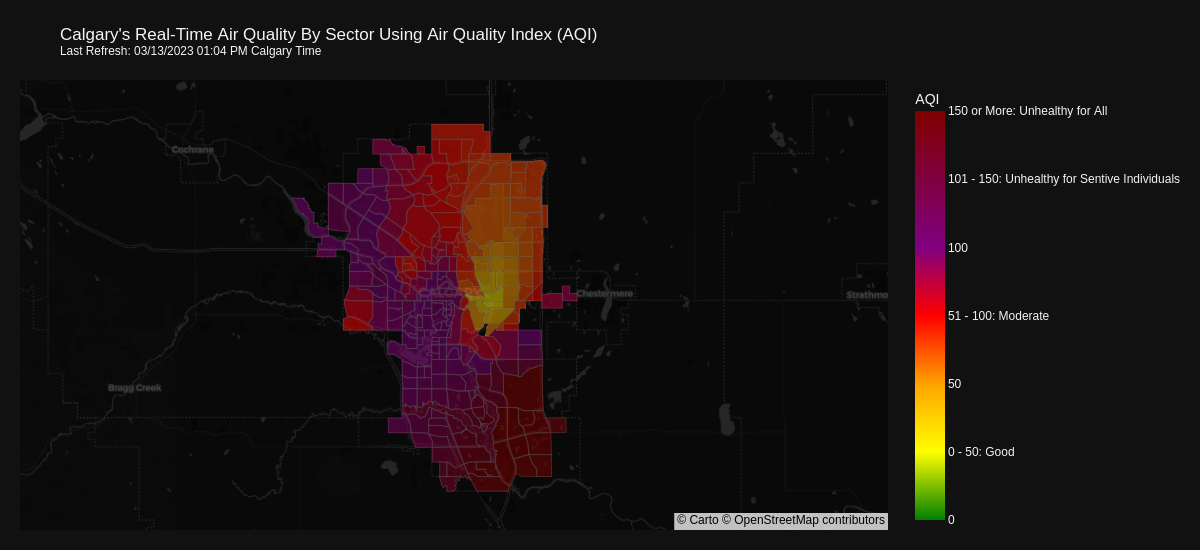 Calgary's Real-Time Air Quality By Sector Using Air Quality Index (AQI)
Last Refresh: 03/13/2023 01:04 PM Calgary Time
AQI
150 or More: Unhealthy for All
101 - 150: Unhealthy for Sentive Individuals
100
51 - 100: Moderate
50
0 - 50: Good
0
Cochrane
CALGARY
Chestermere
Strathmo
Bragg Creek
© Carto © OpenStreetMap contributors